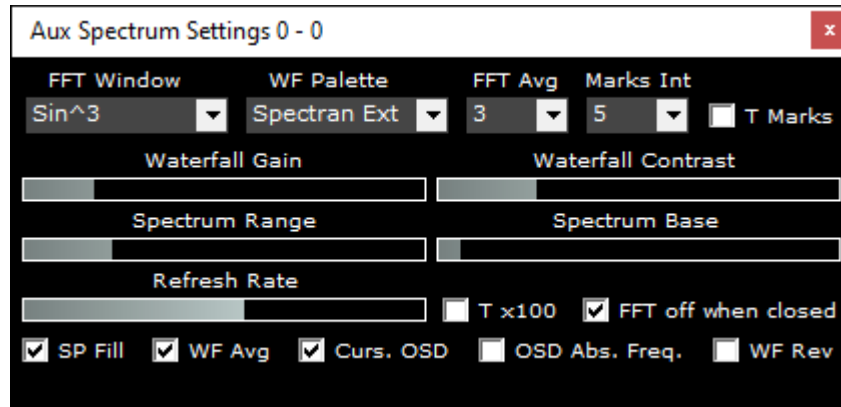 Aux Spectrum Settings 0 - 0 x
FFT Window WF Palette FFT Avg Marks Int
Sin^3 Spectran Ext 3 5 T Marks
Waterfall Gain Waterfall Contrast
Spectrum Range Spectrum Base
Refresh Rate
T x100 FFT off when closed
SP Fill WF Avg Curs. OSD OSD Abs. Freq. WF Rev